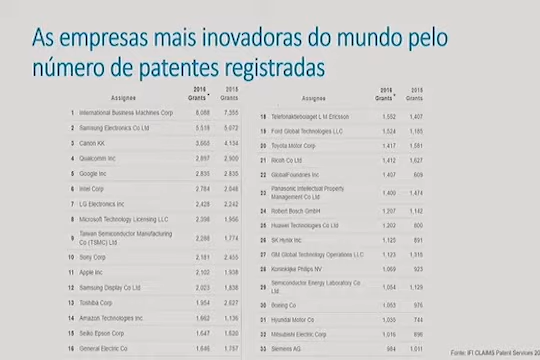 As empresas mais inovadoras do mundo pelo
número de patentes registradas
Assignee 2016 Grants 2015 Grants
1 International Business Machines Corp 8,088 7,355
2 Samsung Electronics Co Ltd 5,518 5,072
3 Canon KK 3,665 4,134
4 Qualcomm Inc 2,897 2,900
5 Google Inc 2,835 2,835
6 Intel Corp 2,784 2,048
7 LG Electronics Inc 2,428 2,242
8 Microsoft Technology Licensing LLC 2,398 1,956
9 Taiwan Semiconductor Manufacturing
Co (TSMC) Ltd 2,288 1,774
10 Sony Corp 2,181 2,455
11 Apple Inc 2,102 1,938
12 Samsung Display Co Ltd 2,023 1,838
13 Toshiba Corp 1,954 2,627
14 Amazon Technologies Inc 1,662 1,136
15 Seiko Epson Corp 1,647 1,620
16 General Electric Co 1,646 1,757
Assignee 2016 Grants 2015 Grants
18 Telefonaktiebolaget L M Ericsson 1,552 1,407
19 Ford Global Technologies LLC 1,524 1,185
20 Toyota Motor Corp 1,417 1,581
21 Ricoh Co Ltd 1,412 1,627
22 GlobalFoundries Inc 1,407 609
23 Panasonic Intellectual Property
Management Co Ltd 1,400 1,474
24 Robert Bosch GmbH 1,207 1,142
25 Huawei Technologies Co Ltd 1,202 800
26 SK Hynix Inc 1,125 891
27 GM Global Technology Operations LLC 1,123 1,315
28 Koninklijke Philips NV 1,069 923
29 Semiconductor Energy Laboratory Co
Ltd 1,054 1,129
30 Boeing Co 1,053 976
31 Hyundai Motor Co 1,035 744
32 Mitsubishi Electric Corp 1,016 896
33 Siemens AG 984 1,011
Fonte: IFI CLAIMS Patent Services 20